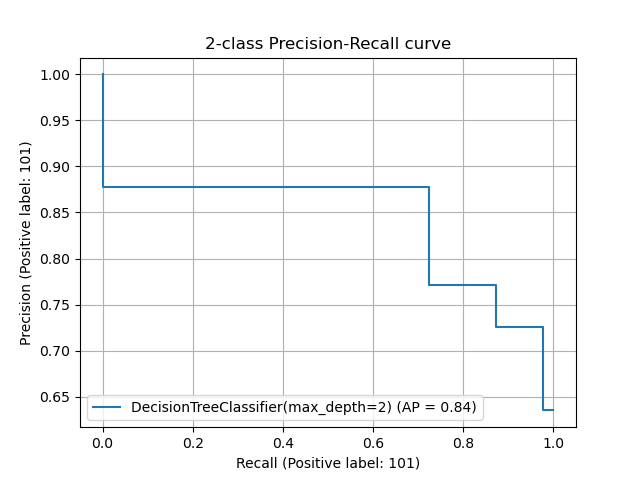 2-class Precision-Recall curve
1.00
0.95
0.90
0.85
0.80
0.75
0.70
0.65
Precision (Positive label: 101)
DecisionTreeClassifier(max_depth=2) (AP = 0.84)
0.0 0.2 0.4 0.6 0.8 1.0
Recall (Positive label: 101)